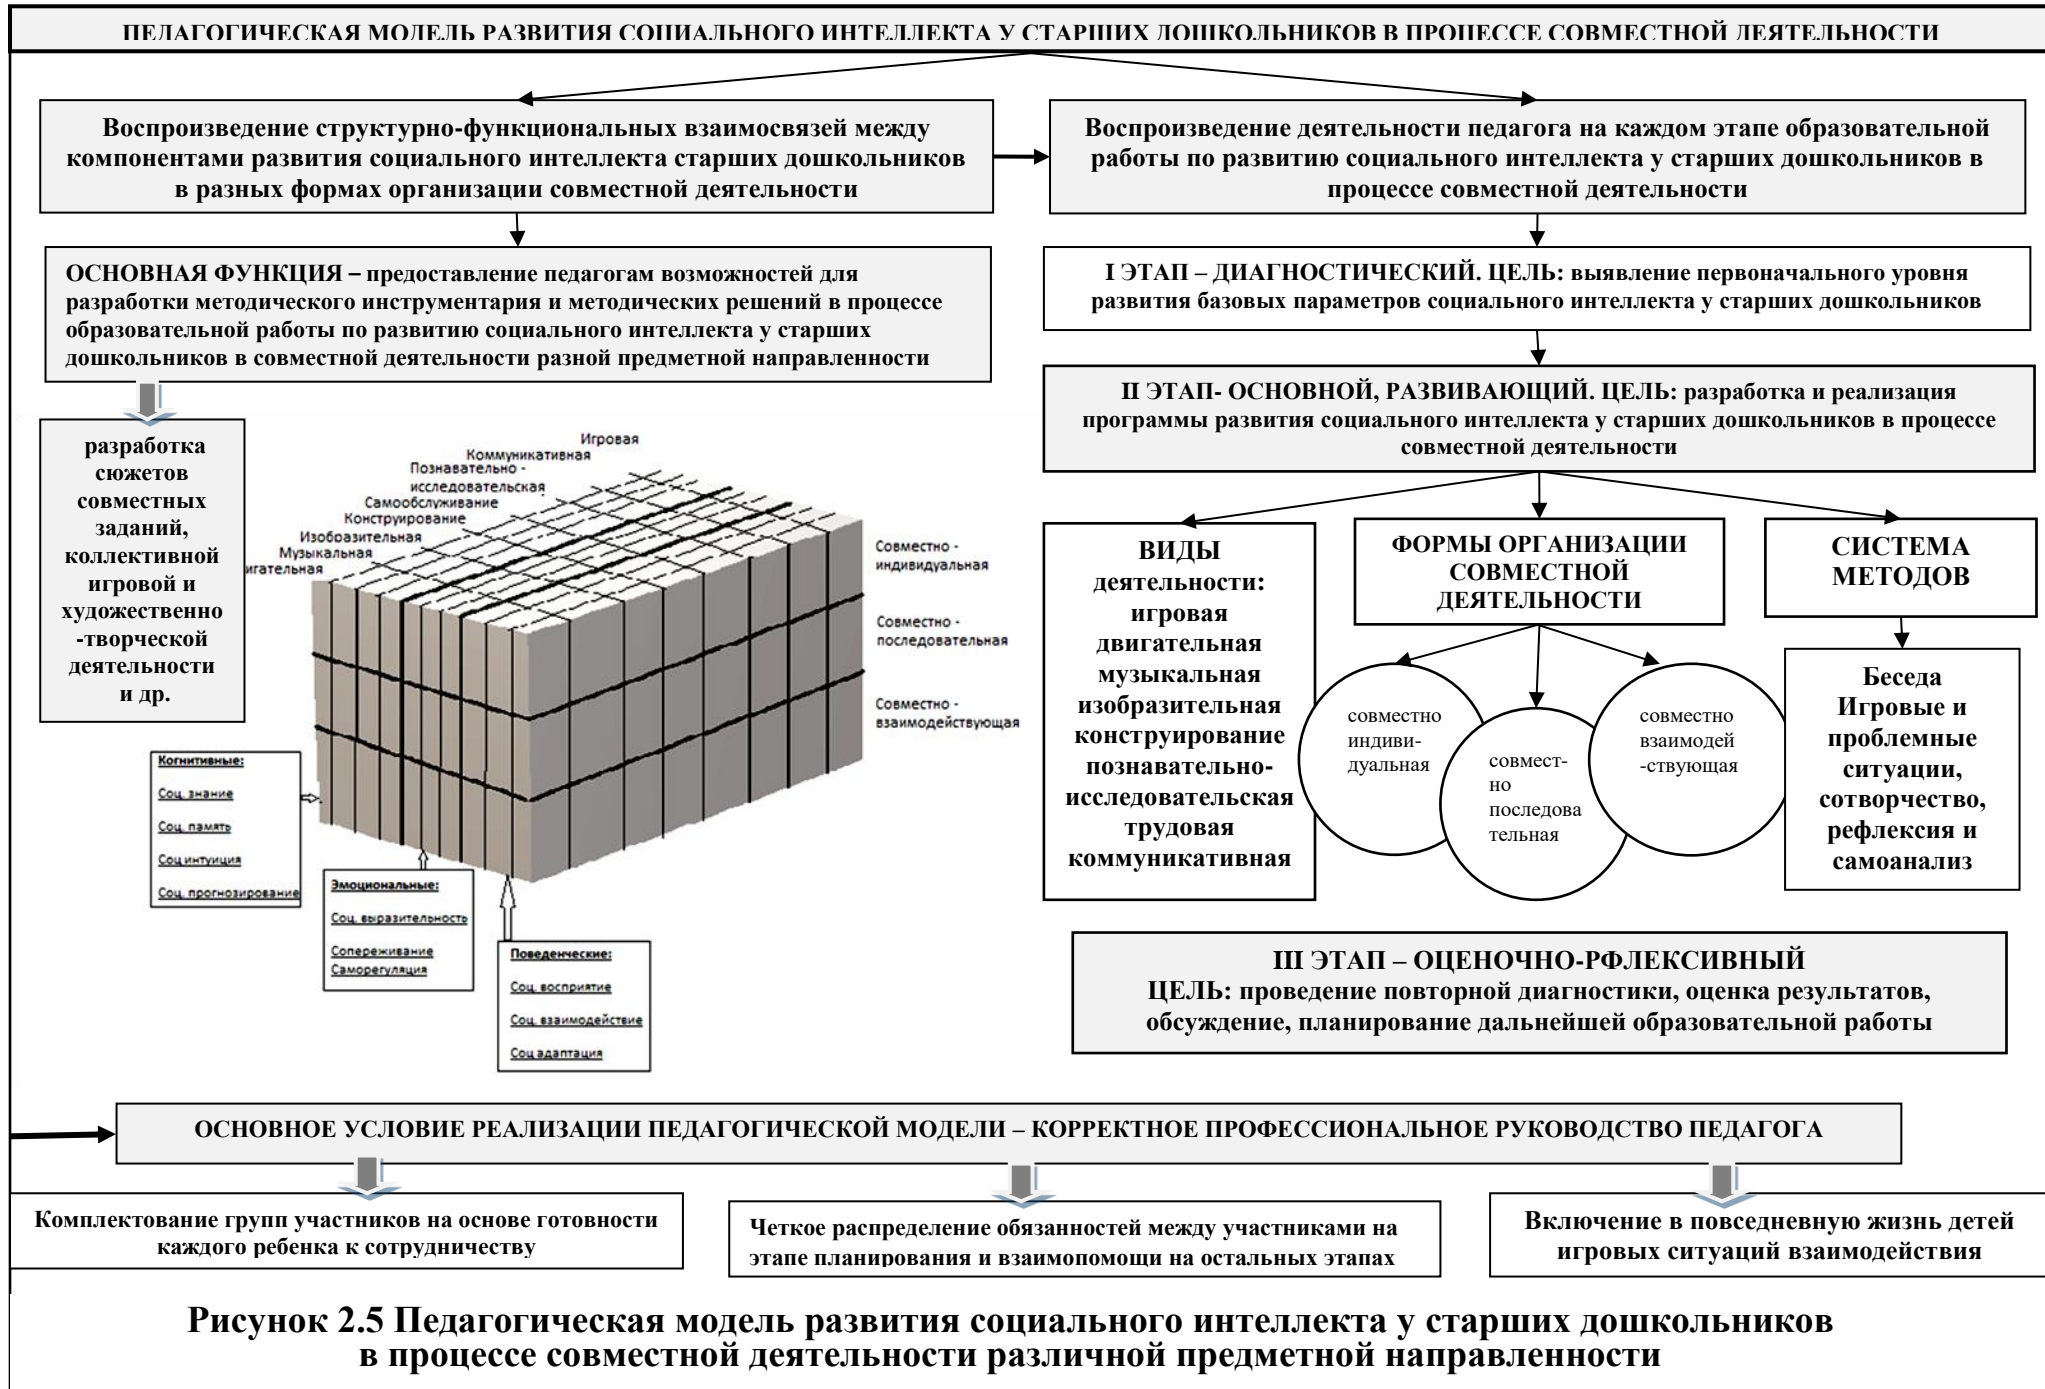 ПЕДАГОГИЧЕСКАЯ МОДЕЛЬ РАЗВИТИЯ СОЦИАЛЬНОГО ИНТЕЛЛЕКТА У СТАРШИХ ДОШКОЛЬНИКОВ В ПРОЦЕССЕ СОВМЕСТНОЙ ДЕЯТЕЛЬНОСТИ
Воспроизведение структурно-функциональных взаимосвязей между
компонентами развития социального интеллекта старших дошкольников
в разных формах организации совместной деятельности
Воспроизведение деятельности педагога на каждом этапе образовательной
работы по развитию социального интеллекта у старших дошкольников в
процессе совместной деятельности
ОСНОВНАЯ ФУНКЦИЯ – предоставление педагогам возможностей для
разработки методического инструментария и методических решений в процессе
образовательной работы по развитию социального интеллекта у старших
дошкольников в совместной деятельности разной предметной направленности
I ЭТАП – ДИАГНОСТИЧЕСКИЙ. ЦЕЛЬ: выявление первоначального уровня
развития базовых параметров социального интеллекта у старших дошкольников
II ЭТАП- ОСНОВНОЙ, РАЗВИВАЮЩИЙ. ЦЕЛЬ: разработка и реализация
программы развития социального интеллекта у старших дошкольников в процессе
совместной деятельности
разработка
сюжетов
совместных
заданий,
коллективной
игровой и
художественно
-творческой
деятельности
и др.
Игровая
Коммуникативная
Познавательно -
исследовательская
Самообслуживание
Конструирование
Изобразительная
Музыкальная
игательная
Совместно -
индивидуальная
Совместно -
последовательная
Совместно -
взаимодействующая
Когнитивные:
Соц. знание
Соц. память
Соц интуиция
Соц. прогнозирование
Эмоциональные:
Соц. выразительность
Сопереживание
Саморегуляция
Поведенческие:
Соц. восприятие
Соц. взаимодействие
Соц адаптация
ВИДЫ
деятельности:
игровая
двигательная
музыкальная
изобразительная
конструирование
познавательно-
исследовательская
трудовая
коммуникативная
ФОРМЫ ОРГАНИЗАЦИИ
СОВМЕСТНОЙ
ДЕЯТЕЛЬНОСТИ
совместно
индиви-
дуальная
совмест-
но
последова
тельная
совместно
взаимодей
-ствующая
СИСТЕМА
МЕТОДОВ
Беседа
Игровые и
проблемные
ситуации,
сотворчество,
рефлексия и
самоанализ
III ЭТАП – ОЦЕНОЧНО-РФЛЕКСИВНЫЙ
ЦЕЛЬ: проведение повторной диагностики, оценка результатов,
обсуждение, планирование дальнейшей образовательной работы
ОСНОВНОЕ УСЛОВИЕ РЕАЛИЗАЦИИ ПЕДАГОГИЧЕСКОЙ МОДЕЛИ – КОРРЕКТНОЕ ПРОФЕССИОНАЛЬНОЕ РУКОВОДСТВО ПЕДАГОГА
Комплектование групп участников на основе готовности
каждого ребенка к сотрудничеству
Четкое распределение обязанностей между участниками на
этапе планирования и взаимопомощи на остальных этапах
Включение в повседневную жизнь детей
игровых ситуаций взаимодействия
Рисунок 2.5 Педагогическая модель развития социального интеллекта у старших дошкольников
в процессе совместной деятельности различной предметной направленности